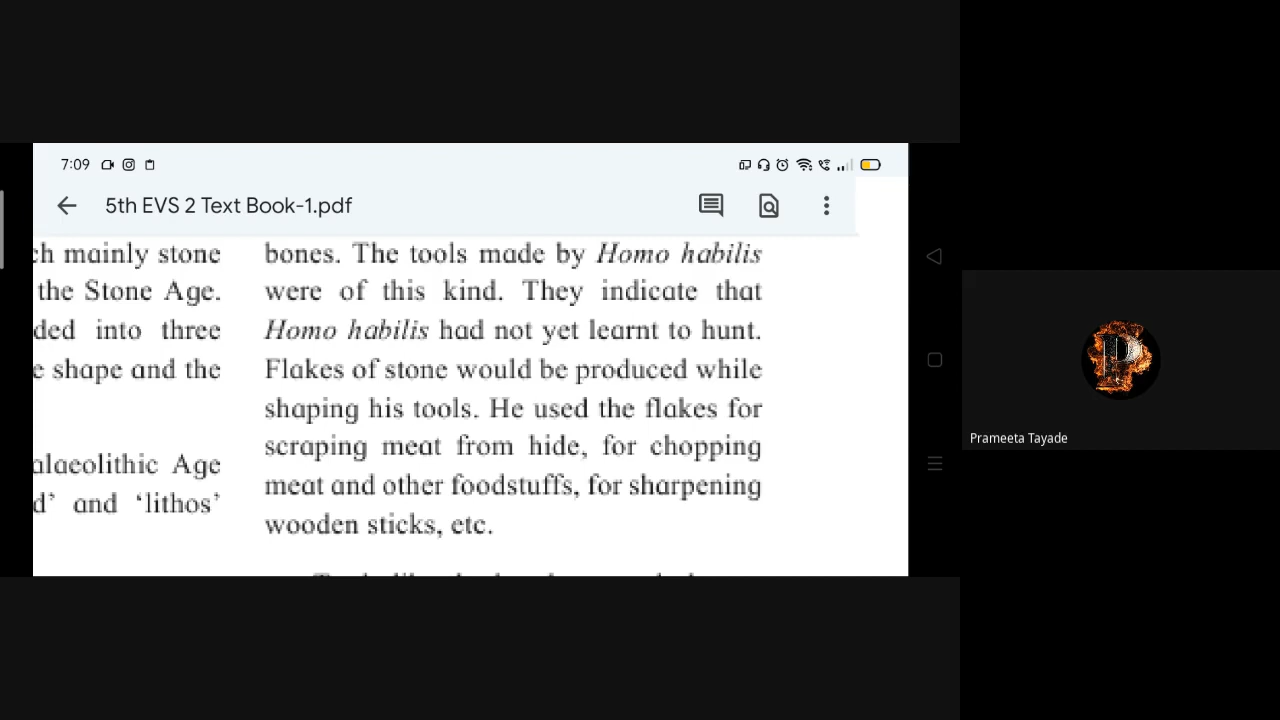 7:09
5th EVS 2 Text Book-1.pdf
mainly stone
the Stone Age.
into three
shape and the
Age
and ‘lithos’
bones. The tools made by Homo habilis
were of this kind. They indicate that
Homo habilis had not yet learnt to hunt.
Flakes of stone would be produced while
shaping his tools. He used the flakes for
scraping meat from hide, for chopping
meat and other foodstuffs, for sharpening
wooden sticks, etc.
Prameeta Tayade